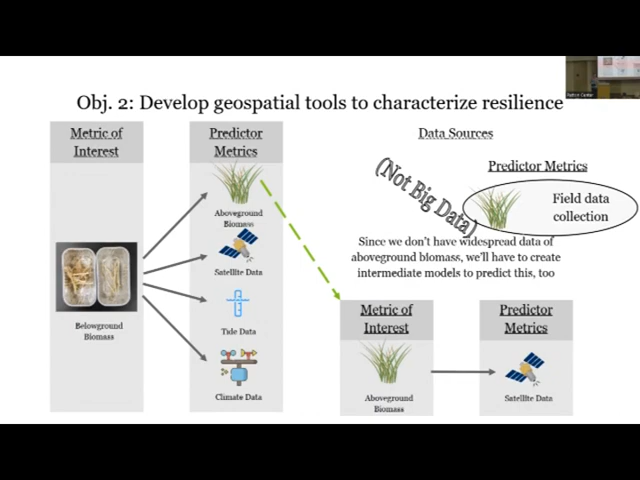 Obj. 2: Develop geospatial tools to characterize resilience
Metric of
Interest
Belowground
Biomass
Predictor
Metrics
Aboveground
Biomass
Satellite Data
Tide Data
Climate Data
Data Sources
Predictor Metrics
(Not Big Data)
Field data
collection
Since we don't have widespread data of
aboveground biomass, we'll have to create
intermediate models to predict this, too
Metric of
Interest
Aboveground
Biomass
Predictor
Metrics
Satellite Data